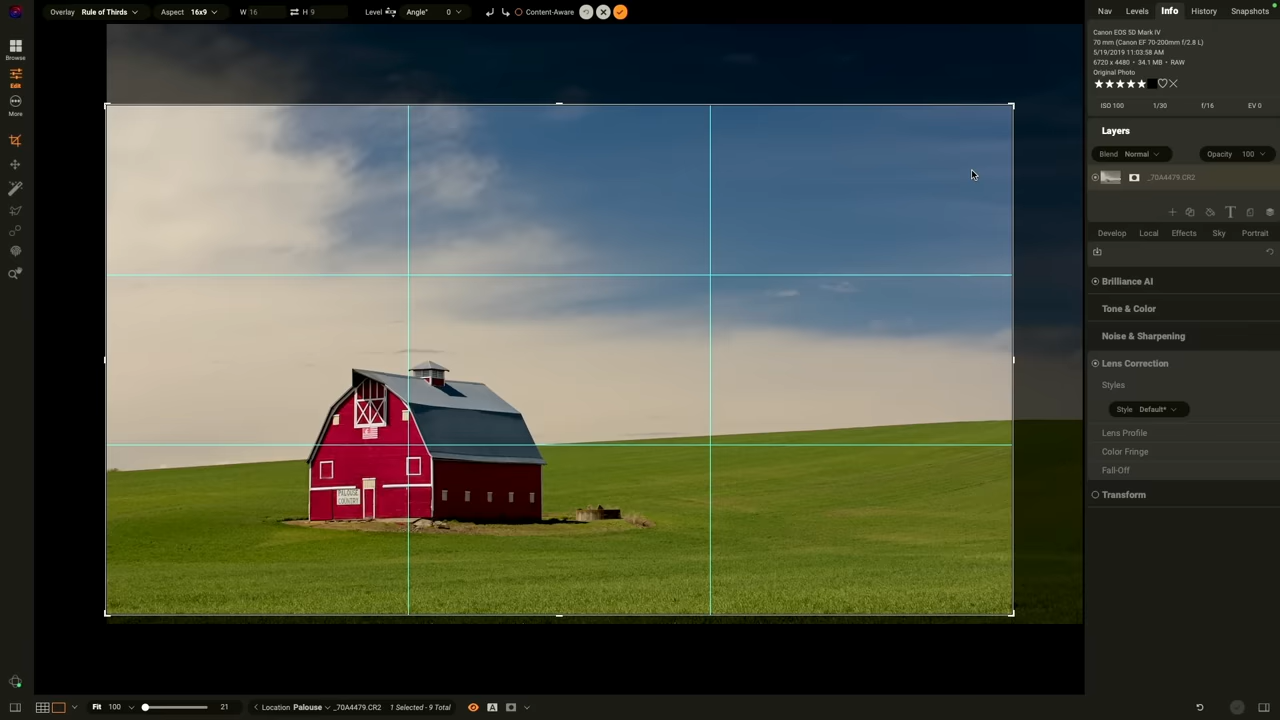 Overlay Rule of Thirds Aspect 16x9 W 16 H 9 Level Angle° 0 Content-Aware
Nav Levels Info History Snapshots
Browse
Edit
More
Canon EOS 5D Mark IV
70 mm (Canon EF 70-200mm f/2.8 L)
5/19/2019 11:03:58 AM
6720 x 4480 • 34.1 MB • RAW
Original Photo
ISO 100 1/30 f/16 EV 0
Layers
Blend Normal Opacity 100
_70A4479.CR2
Develop Local Effects Sky Portrait
Brilliance AI
Tone & Color
Noise & Sharpening
Lens Correction
Styles
Style Default*
Lens Profile
Color Fringe
Fall-Off
Transform
PALOUSE
COUNTRY
Fit 100 21 Location Palouse _70A4479.CR2 1 Selected - 9 Total A